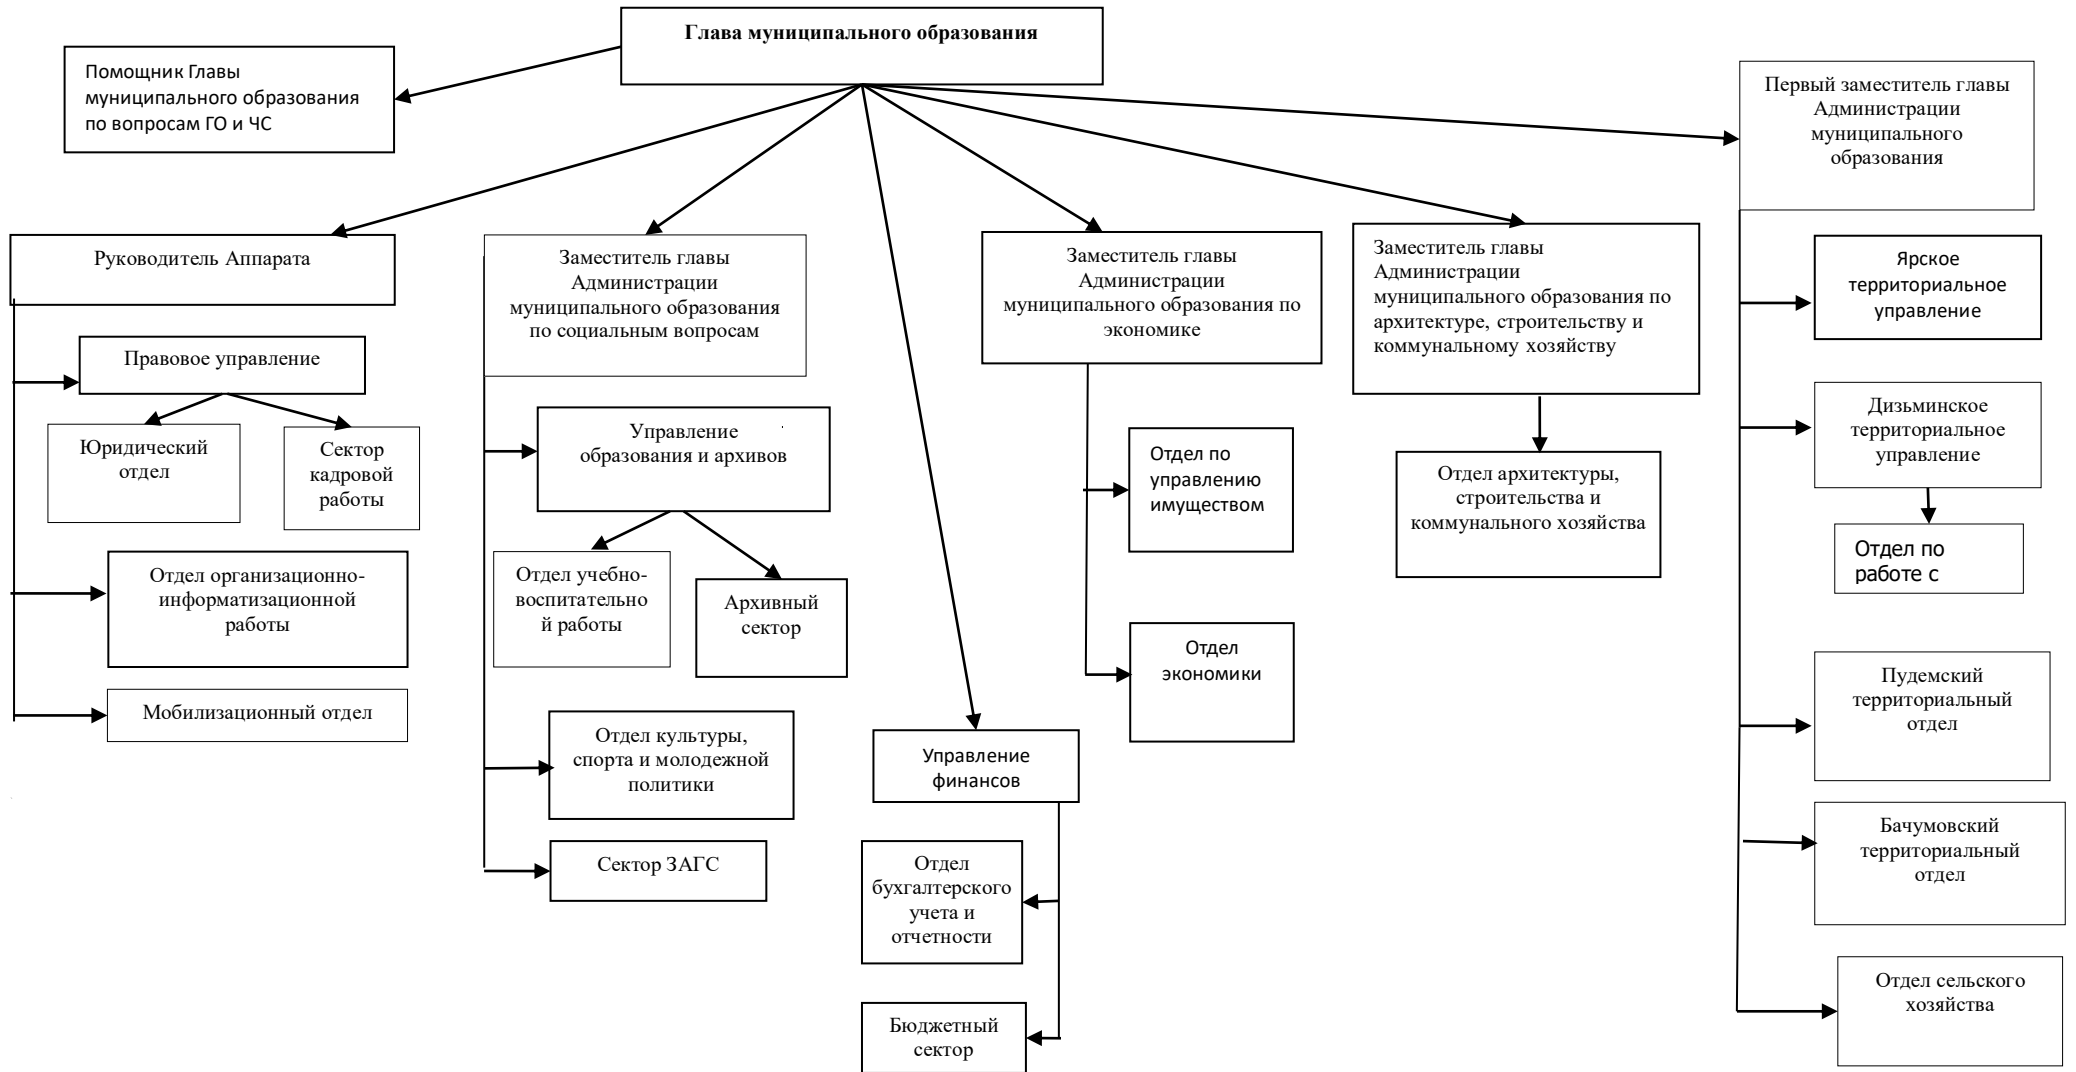 Глава муниципального образования
Помощник Главы
муниципального образования
по вопросам ГО и ЧС
Первый заместитель главы
Администрации
муниципального
образования
Руководитель Аппарата
Правовое управление
Юридический
отдел
Сектор
кадровой
работы
Отдел организационно-
информатизационной
работы
Мобилизационный отдел
Заместитель главы
Администрации
муниципального образования
по социальным вопросам
Управление
образования и архивов
Отдел учебно-
воспитательно
й работы
Архивный
сектор
Отдел культуры,
спорта и молодежной
политики
Сектор ЗАГС
Управление
финансов
Отдел
бухгалтерского
учета и
отчетности
Бюджетный
сектор
Заместитель главы
Администрации
муниципального образования по
экономике
Отдел по
управлению
имуществом
Отдел
экономики
Заместитель главы
Администрации
муниципального образования по
архитектуре, строительству и
коммунальному хозяйству
Отдел архитектуры,
строительства и
коммунального хозяйства
Ярское
территориальное
управление
Дизьминское
территориальное
управление
Отдел по
работе с
Пудемский
территориальный
отдел
Бачумовский
территориальный
отдел
Отдел сельского
хозяйства